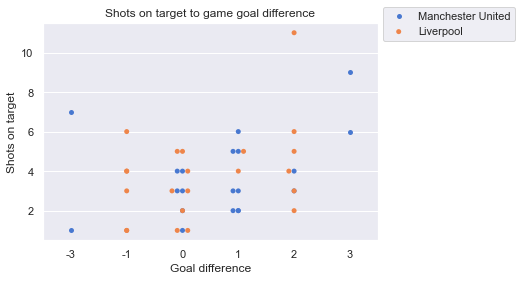 Shots on target to game goal difference
Manchester United
Liverpool
Shots on target
10
8
6
4
2
-3 -1 0 1 2 3
Goal difference